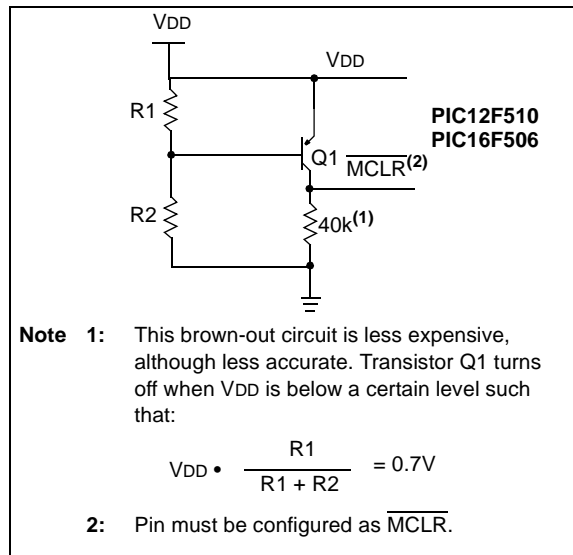 VDD
VDD
R1
PIC12F510
PIC16F506
Q1 MCLR(2)
R2
40k(1)
Note 1: This brown-out circuit is less expensive,
although less accurate. Transistor Q1 turns
off when VDD is below a certain level such
that:
VDD • R1 / R1 + R2 = 0.7V
2: Pin must be configured as MCLR.